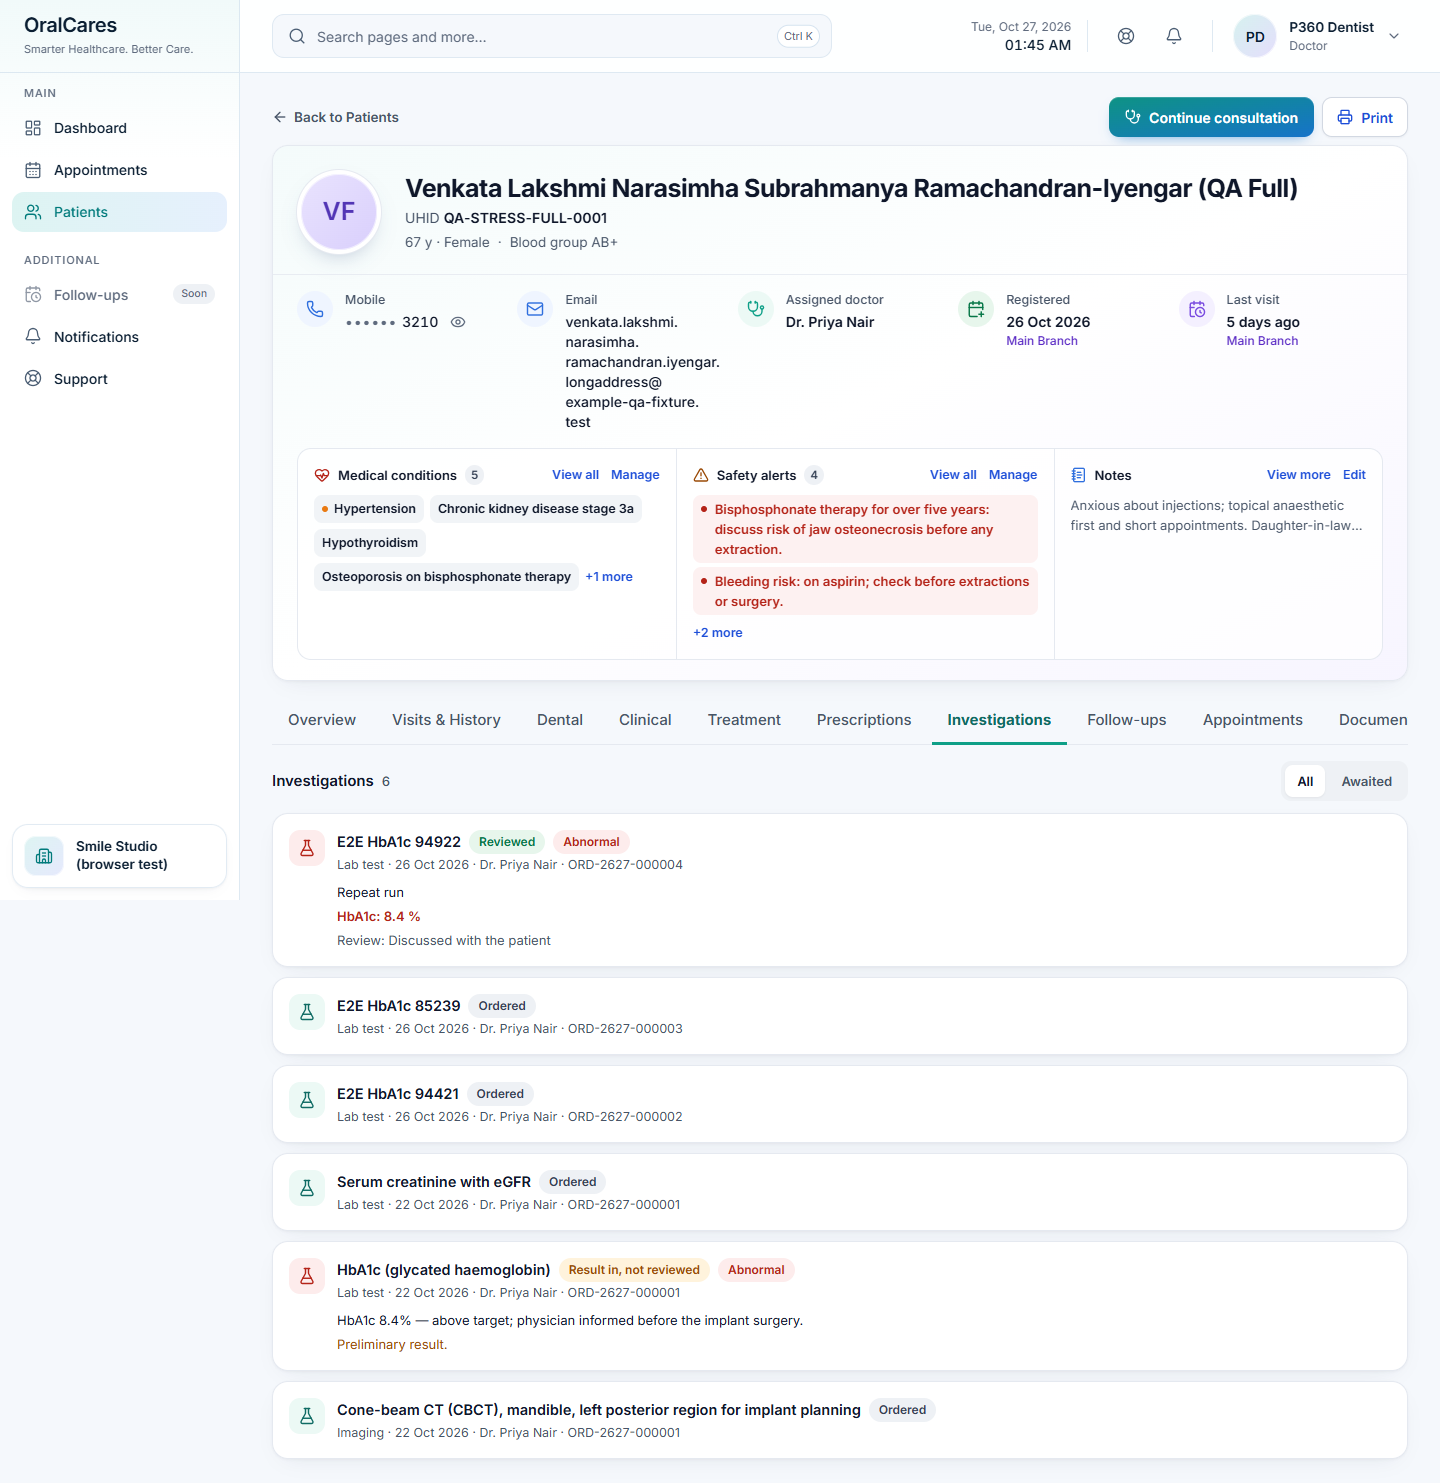 OralCares
Smarter Healthcare. Better Care.
Search pages and more...
Ctrl K
Tue, Oct 27, 2026
01:45 AM
PD
P360 Dentist
Doctor
MAIN
Dashboard
Appointments
Patients
ADDITIONAL
Follow-ups
Soon
Notifications
Support
Smile Studio
(browser test)
Back to Patients
Continue consultation
Print
VF
Venkata Lakshmi Narasimha Subrahmanya Ramachandran-Iyengar (QA Full)
UHID QA-STRESS-FULL-0001
67 y · Female · Blood group AB+
Mobile
•••••• 3210
Email
venkata.lakshmi.
narasimha.
ramachandran.iyengar.
longaddress@
example-qa-fixture.
test
Assigned doctor
Dr. Priya Nair
Registered
26 Oct 2026
Main Branch
Last visit
5 days ago
Main Branch
Medical conditions 5
View all Manage
Hypertension
Chronic kidney disease stage 3a
Hypothyroidism
Osteoporosis on bisphosphonate therapy
+1 more
Safety alerts 4
View all Manage
Bisphosphonate therapy for over five years:
discuss risk of jaw osteonecrosis before any
extraction.
Bleeding risk: on aspirin; check before extractions
or surgery.
+2 more
Notes
View more Edit
Anxious about injections; topical anaesthetic
first and short appointments. Daughter-in-law...
Overview Visits & History Dental Clinical Treatment Prescriptions Investigations Follow-ups Appointments Documen
Investigations 6
All Awaited
E2E HbA1c 94922 Reviewed Abnormal
Lab test · 26 Oct 2026 · Dr. Priya Nair · ORD-2627-000004
Repeat run
HbA1c: 8.4 %
Review: Discussed with the patient
E2E HbA1c 85239 Ordered
Lab test · 26 Oct 2026 · Dr. Priya Nair · ORD-2627-000003
E2E HbA1c 94421 Ordered
Lab test · 26 Oct 2026 · Dr. Priya Nair · ORD-2627-000002
Serum creatinine with eGFR Ordered
Lab test · 22 Oct 2026 · Dr. Priya Nair · ORD-2627-000001
HbA1c (glycated haemoglobin) Result in, not reviewed Abnormal
Lab test · 22 Oct 2026 · Dr. Priya Nair · ORD-2627-000001
HbA1c 8.4% — above target; physician informed before the implant surgery.
Preliminary result.
Cone-beam CT (CBCT), mandible, left posterior region for implant planning Ordered
Imaging · 22 Oct 2026 · Dr. Priya Nair · ORD-2627-000001